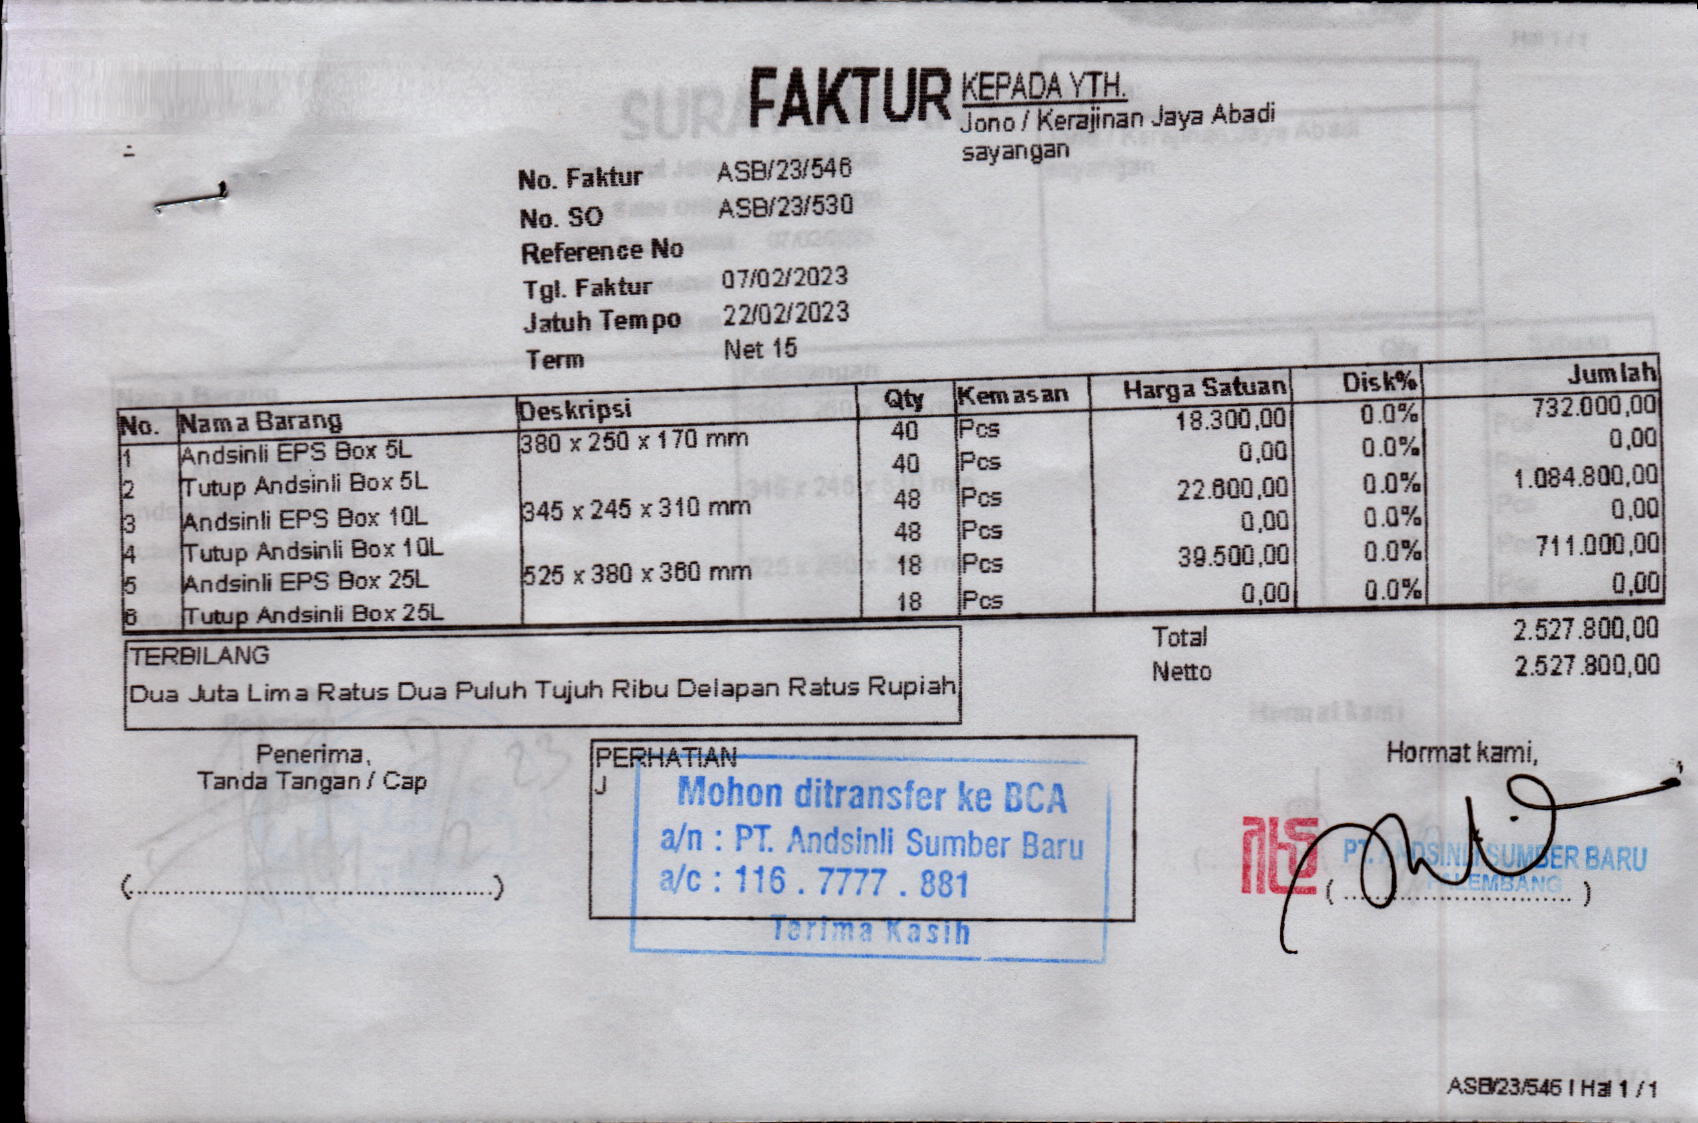 FAKTUR
KEPADA YTH.
Jono / Kerajinan Jaya Abadi
sayangan
No. Faktur ASB/23/546
No. SO ASB/23/530
Reference No
Tgl. Faktur 07/02/2023
Jatuh Tempo 22/02/2023
Term Net 15
No. Nama Barang Deskripsi Qty Kemasan Harga Satuan Disk% Jumlah
1 Andsinli EPS Box 5L 380 x 250 x 170 mm 40 Pcs 18.300,00 0.0% 732.000,00
2 Tutup Andsinli Box 5L 40 Pcs 0,00 0.0% 0,00
3 Andsinli EPS Box 10L 345 x 245 x 310 mm 48 Pcs 22.600,00 0.0% 1.084.800,00
4 Tutup Andsinli Box 10L 48 Pcs 0,00 0.0% 0,00
5 Andsinli EPS Box 25L 525 x 380 x 360 mm 18 Pcs 39.500,00 0.0% 711.000,00
6 Tutup Andsinli Box 25L 18 Pcs 0,00 0.0% 0,00
Total 2.527.800,00
Netto 2.527.800,00
TERBILANG
Dua Juta Lima Ratus Dua Puluh Tujuh Ribu Delapan Ratus Rupiah
Penerima,
Tanda Tangan / Cap
(........................................................)
PERHATIAN
J
Mohon ditransfer ke BCA
a/n : PT. Andsinli Sumber Baru
a/c : 116 . 7777 . 881
Terima Kasih
Hormat kami,
PT. ANDSINLI SUMBER BARU
PALEMBANG
( .................................. )
ASB/23/546 / Hal 1 / 1